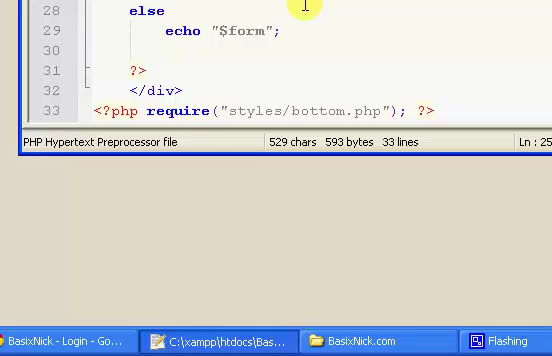 28 else
29 echo "$form";
30
31 ?>
32 </div>
33 <?php require("styles/bottom.php"); ?>
PHP Hypertext Preprocessor file 529 chars 593 bytes 33 lines Ln : 25
BasixNick - Login - Go... C:\xampp\htdocs\Bas... BasixNick.com Flashing